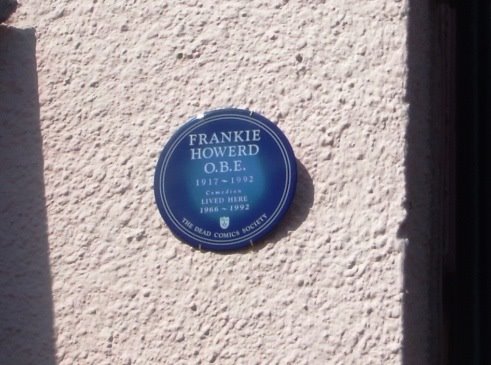 FRANKIE
HOWERD
O.B.E.
1917~1992
Comedian
LIVED HERE
1966~1992
THE DEAD COMICS SOCIETY